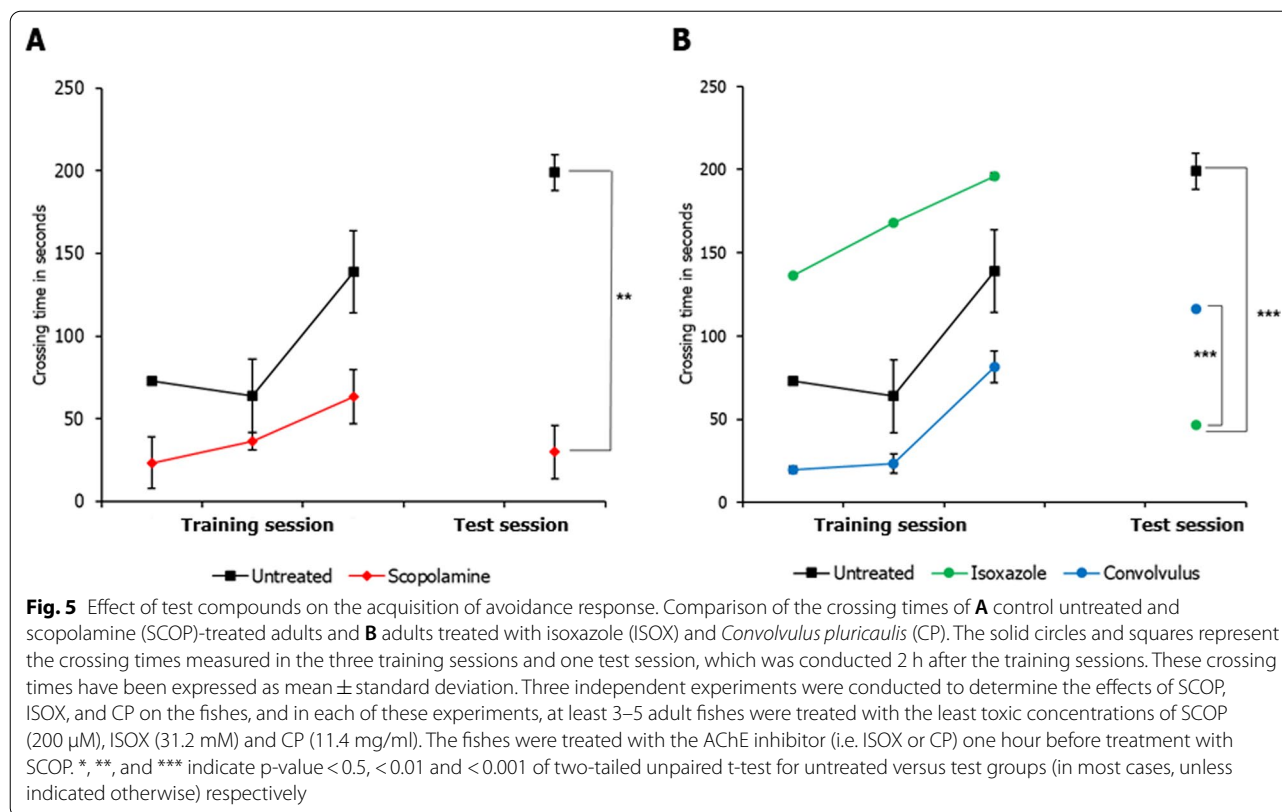 A
B
250
200
150
100
50
0
Crossing time in seconds
**
Training session
Test session
Untreated
Scopolamine
250
200
150
100
50
0
Crossing time in seconds
***
***
Training session
Test session
Untreated
Isoxazole
Convolvulus
Fig. 5 Effect of test compounds on the acquisition of avoidance response. Comparison of the crossing times of A control untreated and
scopolamine (SCOP)-treated adults and B adults treated with isoxazole (ISOX) and Convolvulus pluricaulis (CP). The solid circles and squares represent
the crossing times measured in the three training sessions and one test session, which was conducted 2 h after the training sessions. These crossing
times have been expressed as mean ± standard deviation. Three independent experiments were conducted to determine the effects of SCOP,
ISOX, and CP on the fishes, and in each of these experiments, at least 3–5 adult fishes were treated with the least toxic concentrations of SCOP
(200 µM), ISOX (31.2 mM) and CP (11.4 mg/ml). The fishes were treated with the AChE inhibitor (i.e. ISOX or CP) one hour before treatment with
SCOP. *, **, and *** indicate p-value < 0.5, < 0.01 and < 0.001 of two-tailed unpaired t-test for untreated versus test groups (in most cases, unless
indicated otherwise) respectively